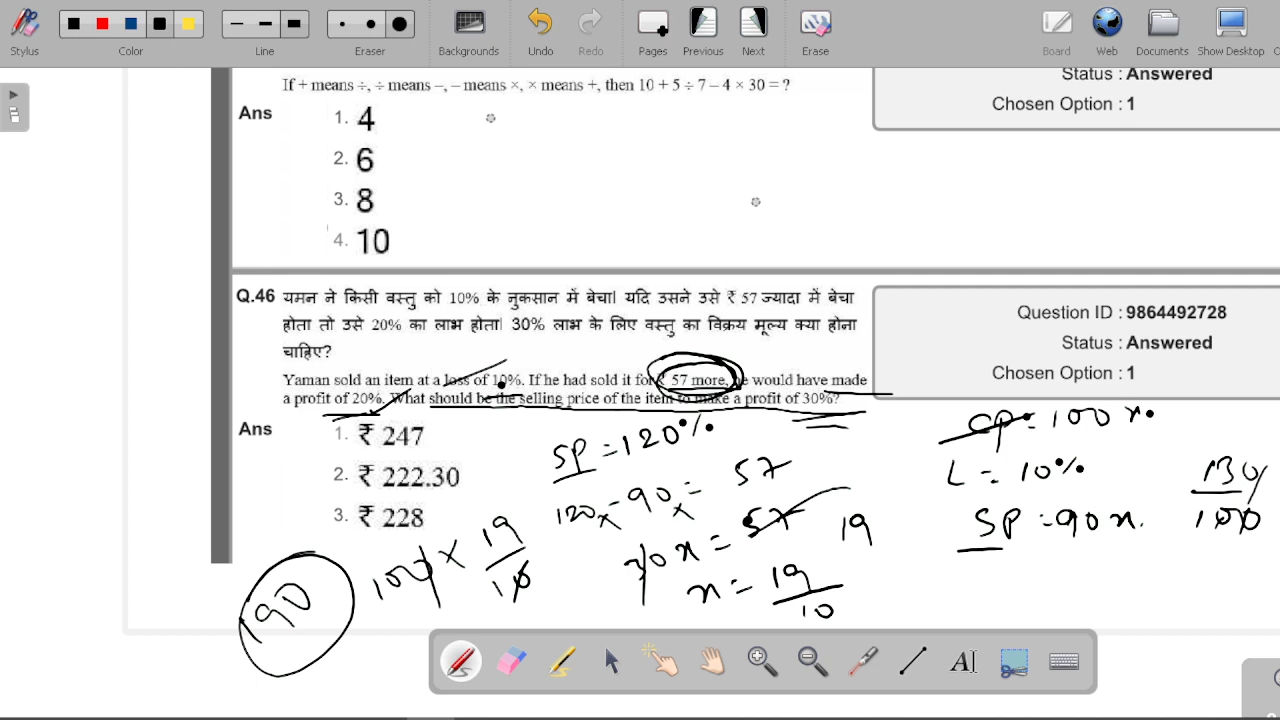 Stylus
Color
Line
Eraser
Backgrounds
Undo
Redo
Pages
Previous
Next
Erase
Board
Web
Documents
Show Desktop
If + means ÷, ÷ means –, – means ×, × means +, then 10 + 5 ÷ 7 – 4 × 30 = ?
Ans
1. 4
2. 6
3. 8
4. 10
Status : Answered
Chosen Option : 1
Q.46 यमन ने किसी वस्तु को 10% के नुकसान में बेचा। यदि उसने उसे ₹ 57 ज्यादा में बेचा
होता तो उसे 20% का लाभ होता। 30% लाभ के लिए वस्तु का विक्रय मूल्य क्या होना
चाहिए?
Yaman sold an item at a loss of 10%. If he had sold it for ₹ 57 more, he would have made
a profit of 20%. What should be the selling price of the item to make a profit of 30%?
Question ID : 9864492728
Status : Answered
Chosen Option : 1
Ans
1. ₹ 247
2. ₹ 222.30
3. ₹ 228
SP = 120%
120x - 90x = 57
30x = 57 19
x = 19/10
100 x 19/10
190
CP = 100x
L = 10%
SP = 90x
130/100
AI